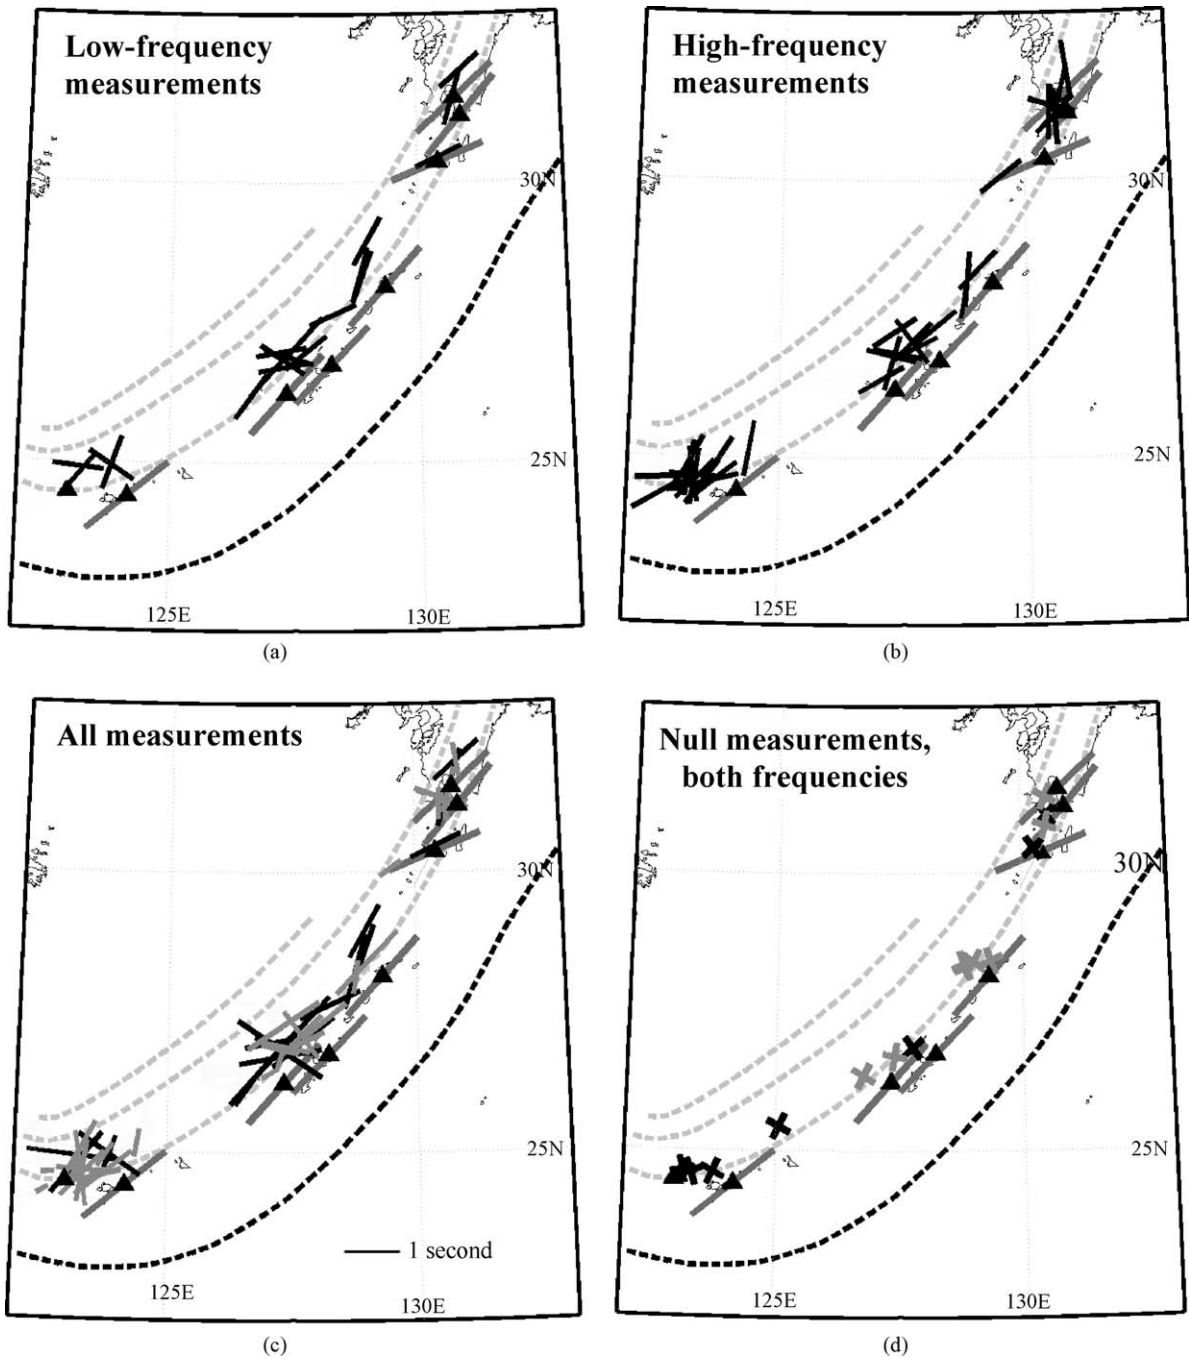 Low-frequency
measurements
30N
25N
125E
130E
(a)
High-frequency
measurements
30N
25N
125E
130E
(b)
All measurements
30N
25N
1 second
125E
130E
(c)
Null measurements,
both frequencies
30N
25N
125E
130E
(d)